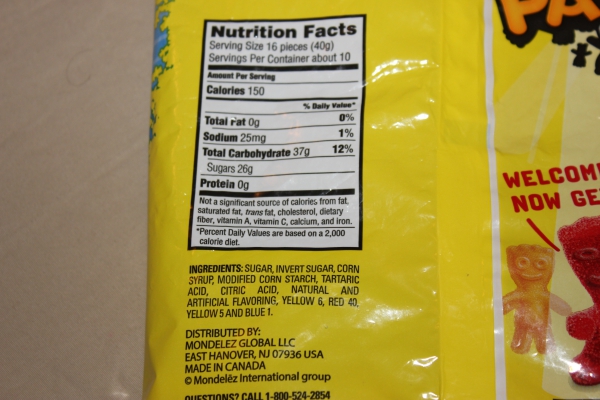 Nutrition Facts
Serving Size 16 pieces (40g)
Servings Per Container about 10
Amount Per Serving
Calories 150
% Daily Value*
Total Fat 0g 0%
Sodium 25mg 1%
Total Carbohydrate 37g 12%
Sugars 26g
Protein 0g
Not a significant source of calories from fat,
saturated fat, trans fat, cholesterol, dietary
fiber, vitamin A, vitamin C, calcium, and iron.
*Percent Daily Values are based on a 2,000
calorie diet.
INGREDIENTS: SUGAR, INVERT SUGAR, CORN
SYRUP, MODIFIED CORN STARCH, TARTARIC
ACID, CITRIC ACID, NATURAL AND
ARTIFICIAL FLAVORING, YELLOW 6, RED 40,
YELLOW 5 AND BLUE 1.
DISTRIBUTED BY:
MONDELEZ GLOBAL LLC
EAST HANOVER, NJ 07936 USA
MADE IN CANADA
© Mondelēz International group
QUESTIONS? CALL 1-800-524-2854
PA
WELCOM
NOW GE